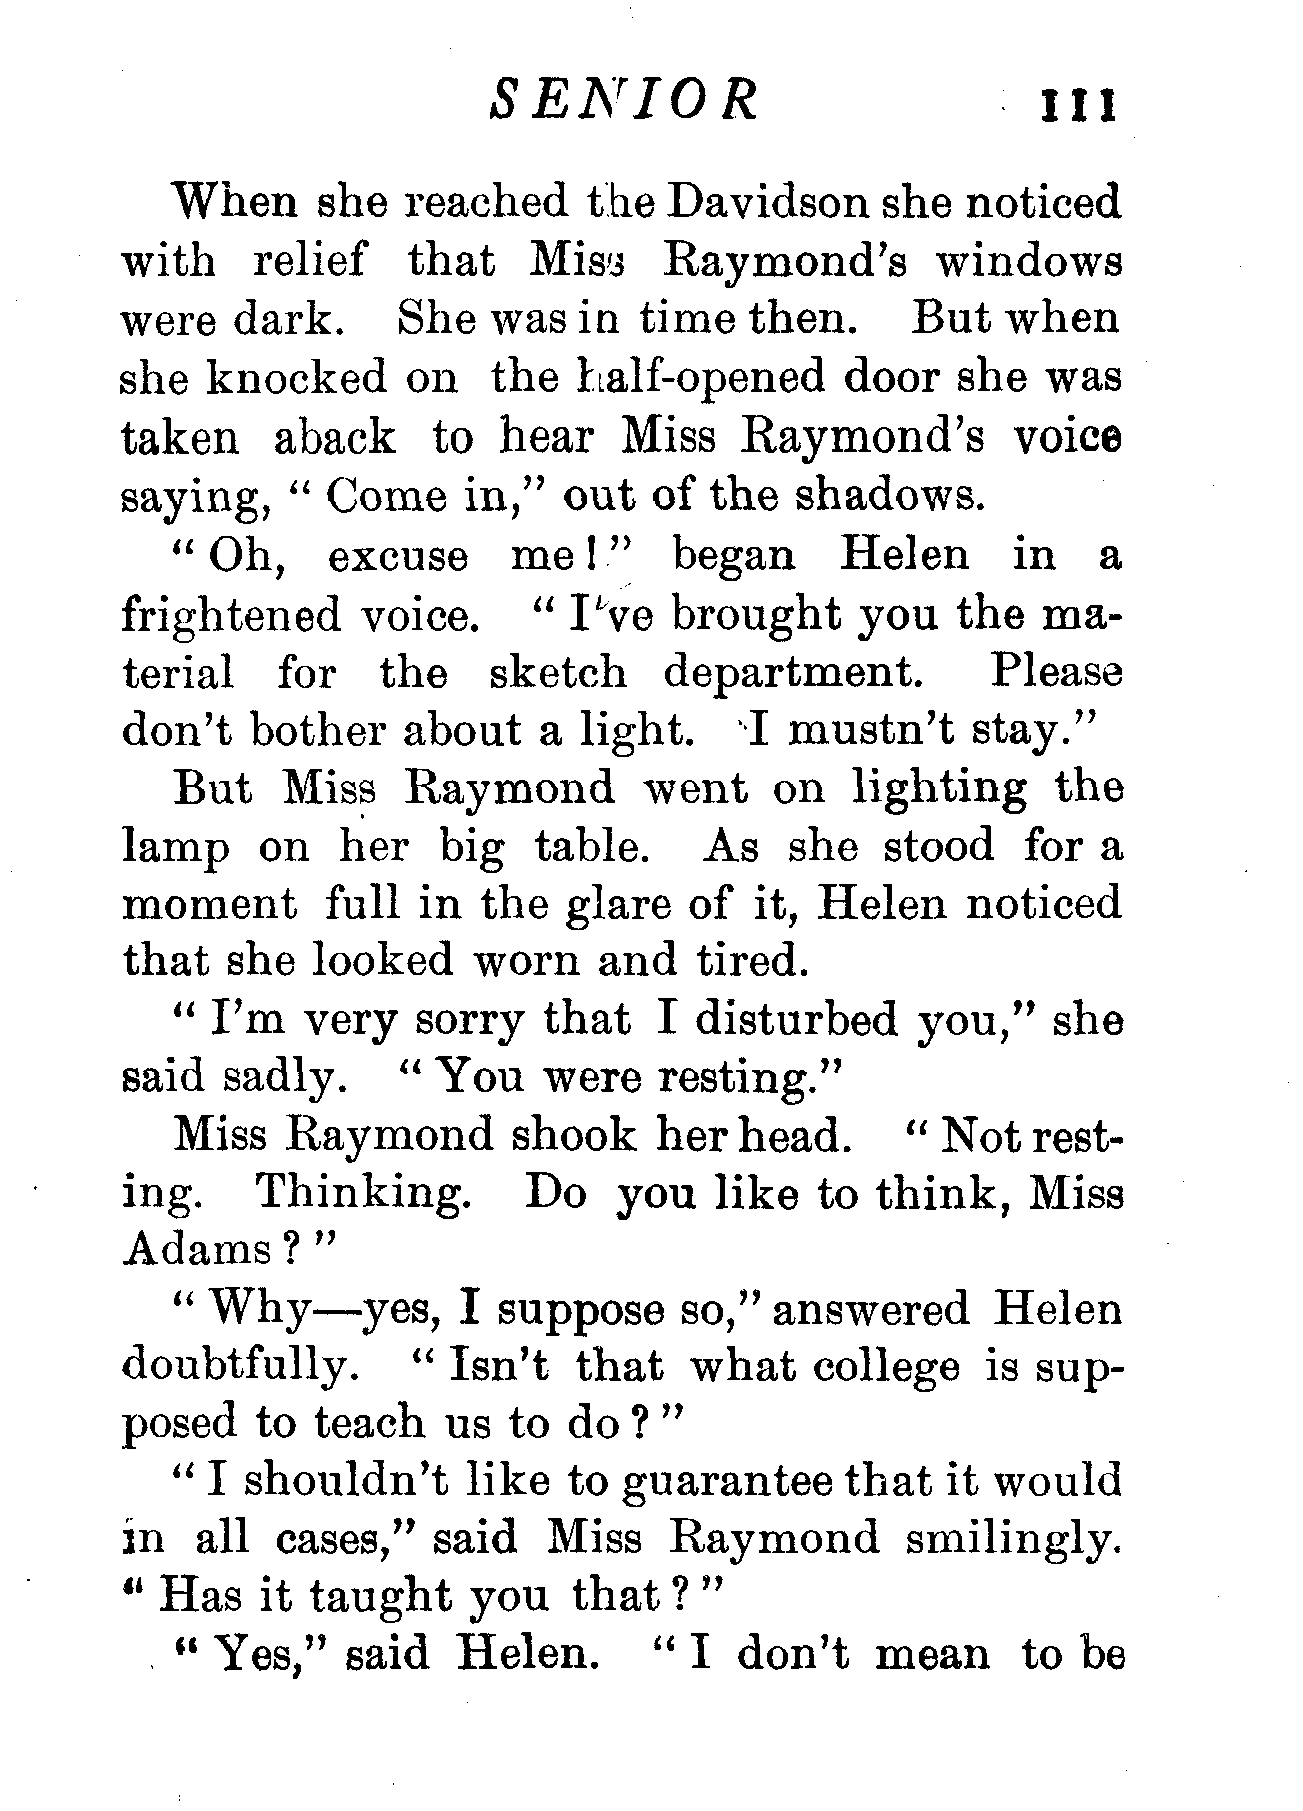 SENIOR 111
When she reached the Davidson she noticed
with relief that Miss Raymond's windows
were dark. She was in time then. But when
she knocked on the half-opened door she was
taken aback to hear Miss Raymond's voice
saying, " Come in," out of the shadows.
" Oh, excuse me ! " began Helen in a
frightened voice. " I've brought you the ma-
terial for the sketch department. Please
don't bother about a light. I mustn't stay."
But Miss Raymond went on lighting the
lamp on her big table. As she stood for a
moment full in the glare of it, Helen noticed
that she looked worn and tired.
" I'm very sorry that I disturbed you," she
said sadly. " You were resting."
Miss Raymond shook her head. " Not rest-
ing. Thinking. Do you like to think, Miss
Adams ? "
" Why—yes, I suppose so," answered Helen
doubtfully. " Isn't that what college is sup-
posed to teach us to do ? "
" I shouldn't like to guarantee that it would
in all cases," said Miss Raymond smilingly.
" Has it taught you that ? "
" Yes," said Helen. " I don't mean to be